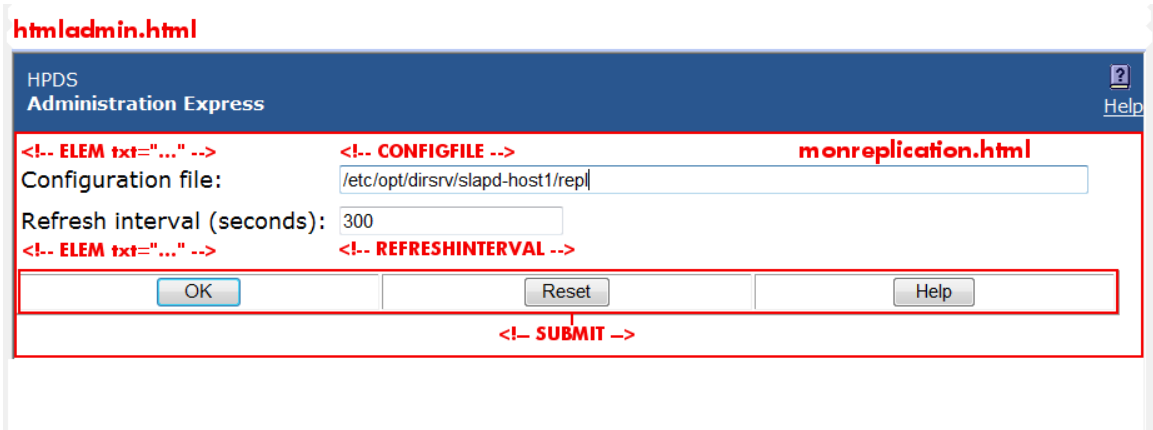 htmladmin.html
HPDS
Administration Express
?
Help
<!-- ELEM txt="..." --> <!-- CONFIGFILE --> monreplication.html
Configuration file: /etc/opt/dirsrv/slapd-host1/repl
Refresh interval (seconds): 300
<!-- ELEM txt="..." --> <!-- REFRESHINTERVAL -->
OK Reset Help
<!-- SUBMIT -->